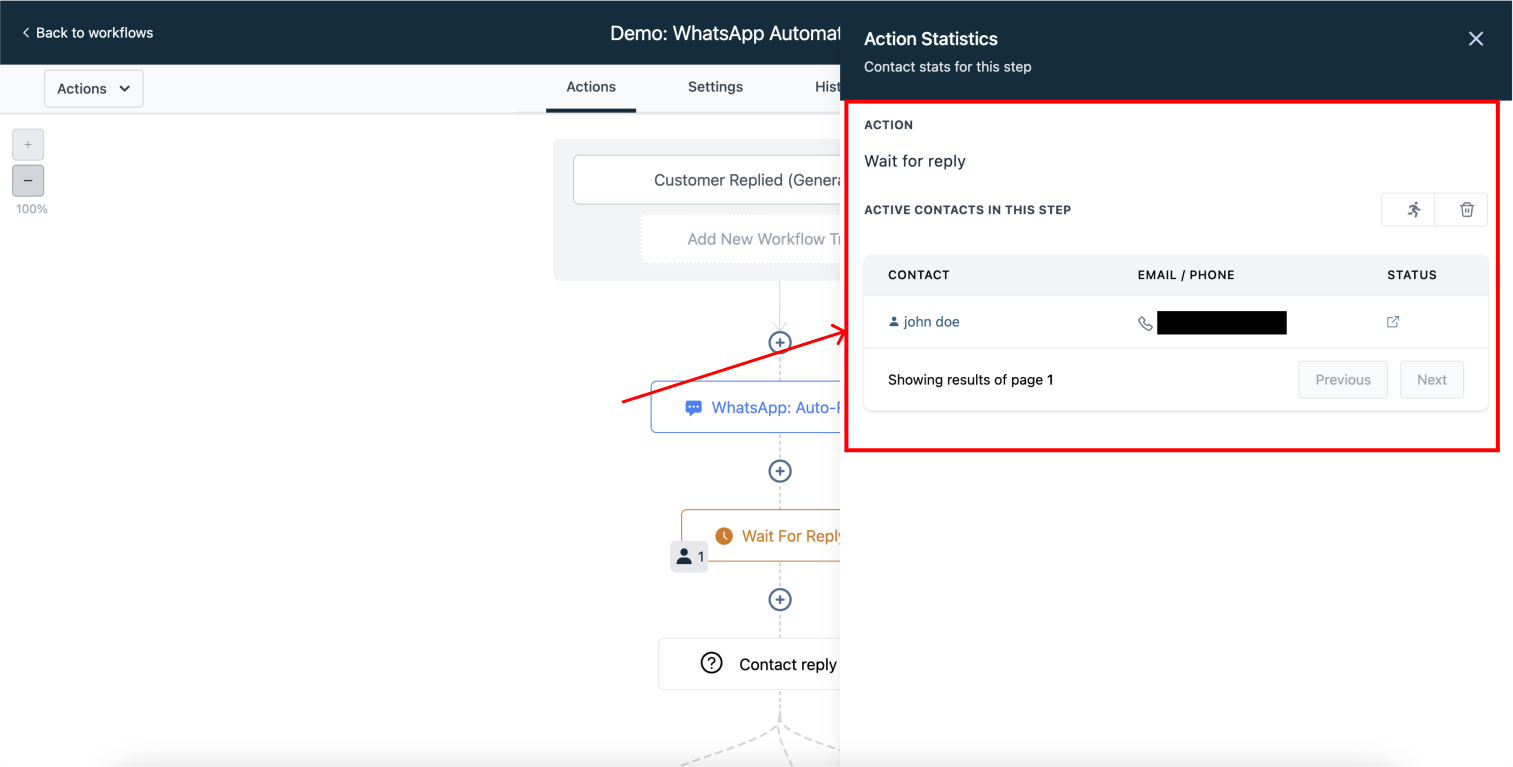 Back to workflows
Demo: WhatsApp Automat
Actions
Actions
Settings
Hist
100%
Customer Replied (Genera
Add New Workflow Tr
WhatsApp: Auto-R
Wait For Reply
1
Contact reply
Action Statistics
Contact stats for this step
ACTION
Wait for reply
ACTIVE CONTACTS IN THIS STEP
CONTACT EMAIL / PHONE STATUS
john doe
Showing results of page 1
Previous Next